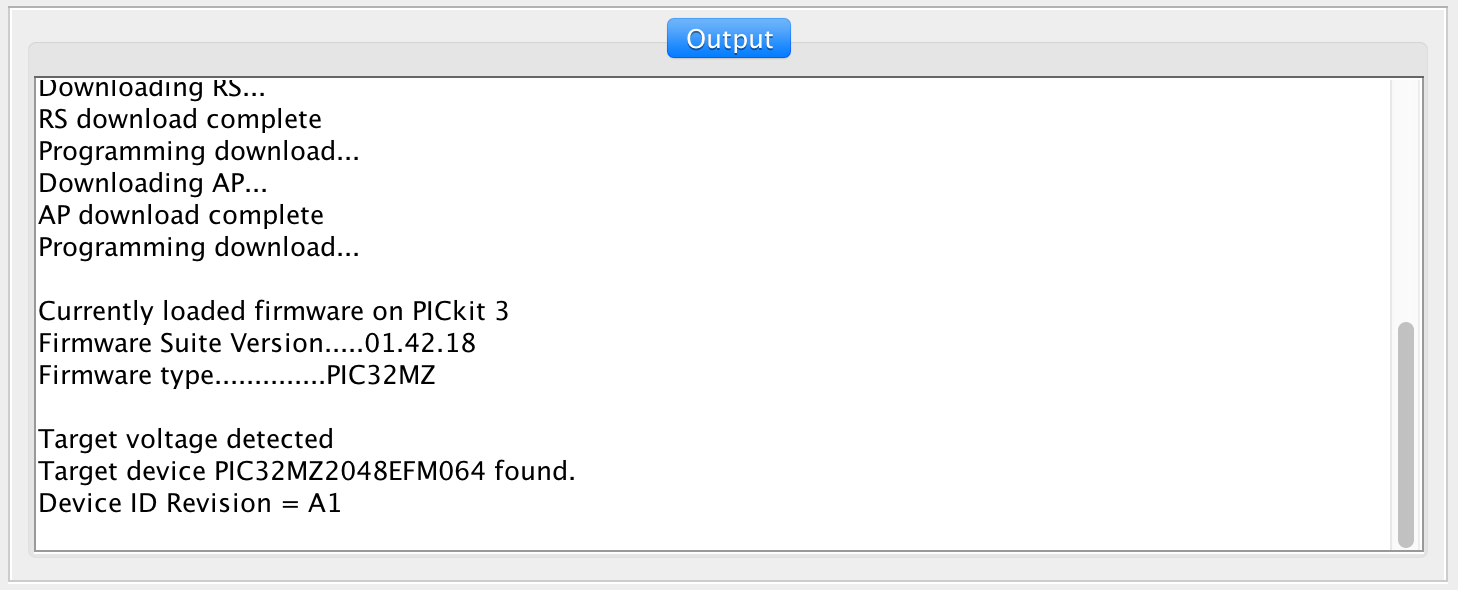 Output
Downloading RS...
RS download complete
Programming download...
Downloading AP...
AP download complete
Programming download...
Currently loaded firmware on PICkit 3
Firmware Suite Version.....01.42.18
Firmware type..............PIC32MZ
Target voltage detected
Target device PIC32MZ2048EFM064 found.
Device ID Revision = A1